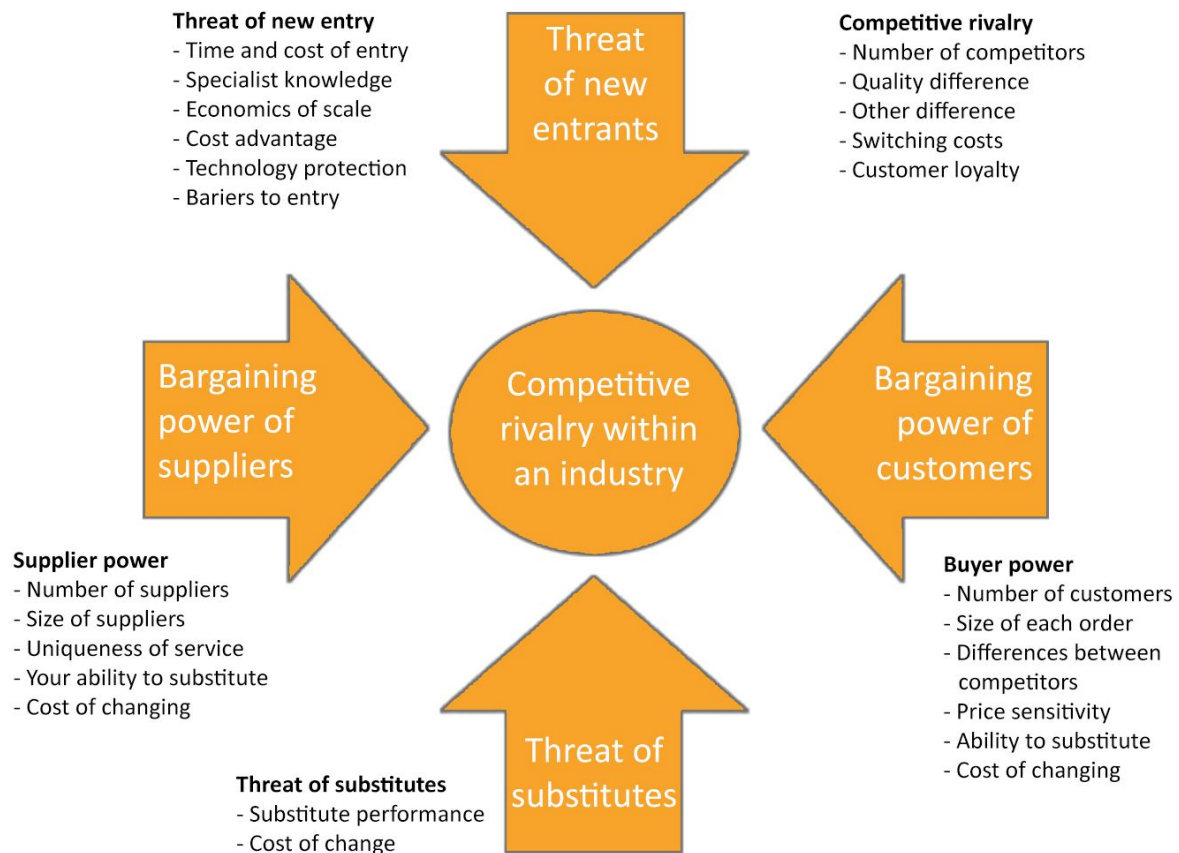 Threat of new entry
- Time and cost of entry
- Specialist knowledge
- Economics of scale
- Cost advantage
- Technology protection
- Bariers to entry
Threat
of new
entrants
Competitive rivalry
- Number of competitors
- Quality difference
- Other difference
- Switching costs
- Customer loyalty
Bargaining
power of
suppliers
Competitive
rivalry within
an industry
Bargaining
power of
customers
Supplier power
- Number of suppliers
- Size of suppliers
- Uniqueness of service
- Your ability to substitute
- Cost of changing
Buyer power
- Number of customers
- Size of each order
- Differences between
competitors
- Price sensitivity
- Ability to substitute
- Cost of changing
Threat of substitutes
- Substitute performance
- Cost of change
Threat of
substitutes